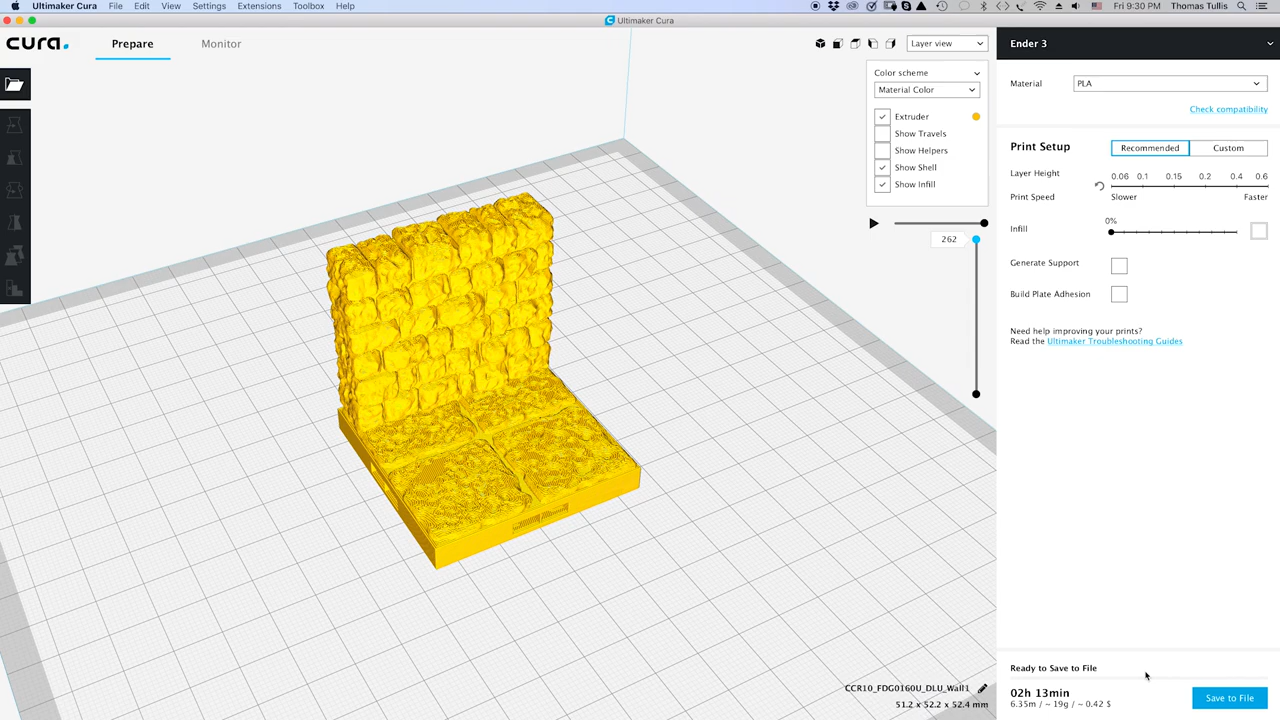 Ultimaker Cura File Edit View Settings Extensions Toolbox Help Fri 9:30 PM Thomas Tullis
Ultimaker Cura
cura. Prepare Monitor
Layer view
Ender 3
Color scheme
Material Color
Extruder
Show Travels
Show Helpers
Show Shell
Show Infill
262
Material PLA
Check compatibility
Print Setup Recommended Custom
Layer Height 0.06 0.1 0.15 0.2 0.4 0.6
Print Speed Slower Faster
0%
Infill
Generate Support
Build Plate Adhesion
Need help improving your prints?
Read the Ultimaker Troubleshooting Guides
CCR10_FDG0160U_DLU_Wall1
51.2 x 52.2 x 52.4 mm
Ready to Save to File
02h 13min
6.35m / ~ 19g / ~ 0.42 $
Save to File